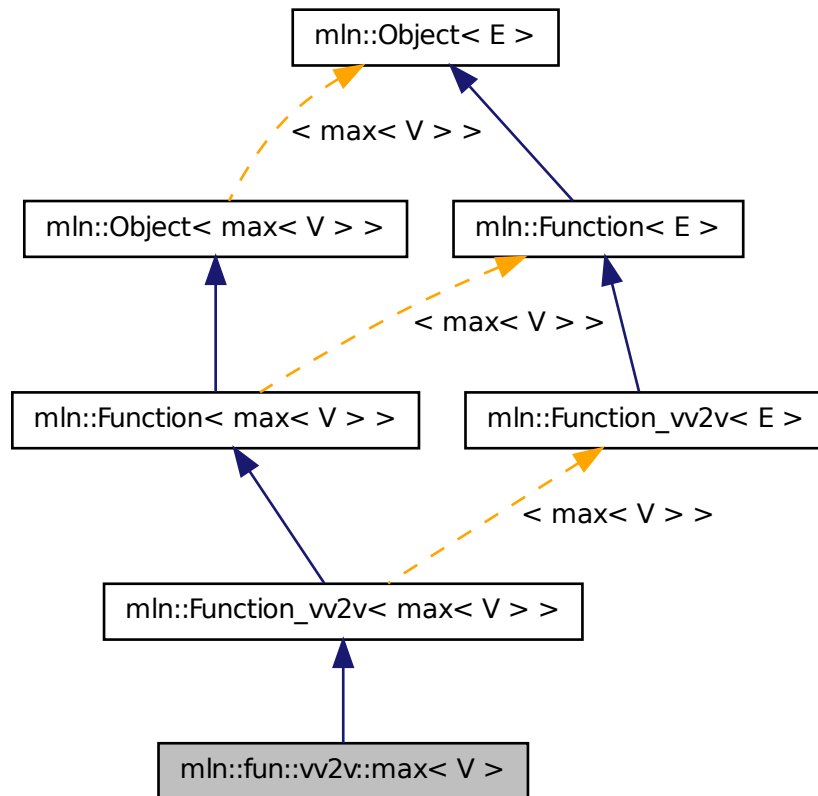 mln::Object< E >
< max< V > >
mln::Object< max< V > >
mln::Function< E >
< max< V > >
mln::Function< max< V > >
mln::Function_vv2v< E >
< max< V > >
mln::Function_vv2v< max< V > >
mln::fun::vv2v::max< V >